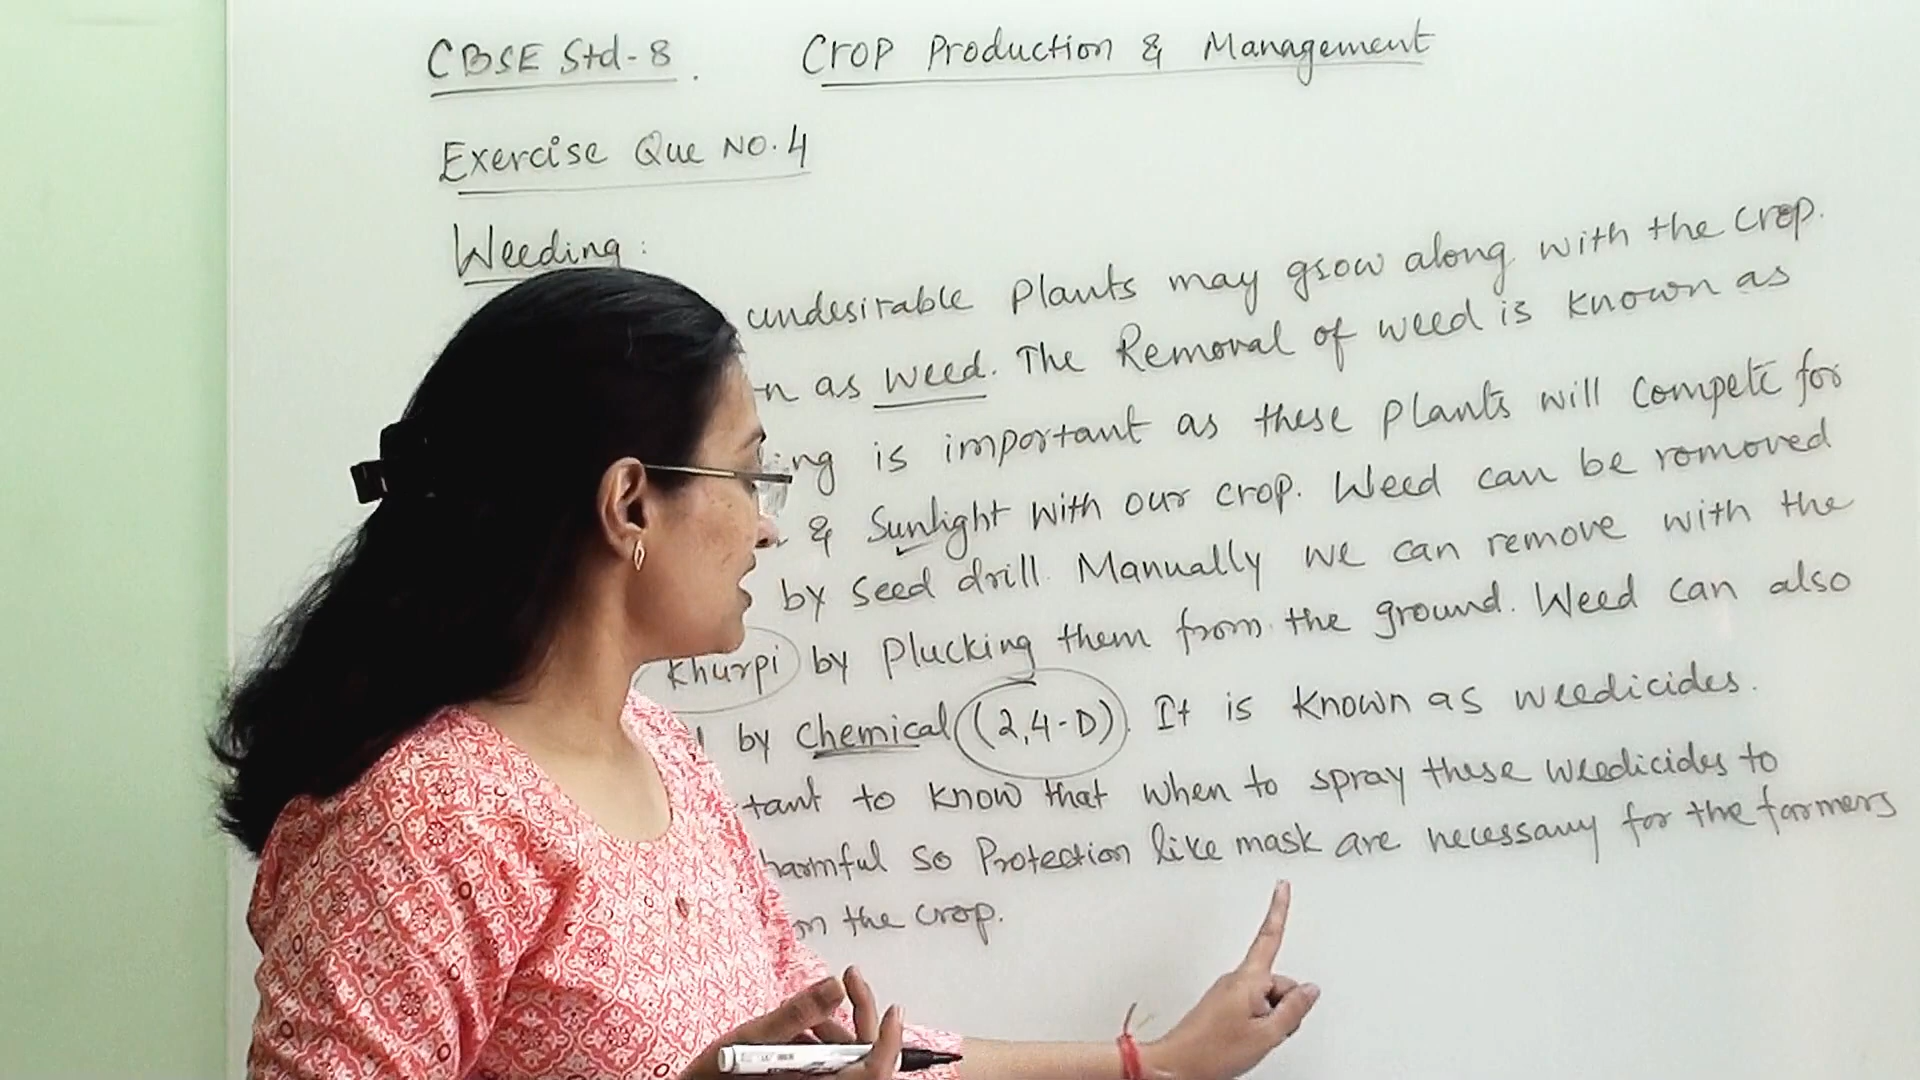 CBSE Std-8. Crop Production & Management
Exercise Que No. 4
Weeding:
undesirable plants may grow along with the crop.
n as weed. The Removal of weed is known as
ing is important as these plants will compete for
& Sunlight with our crop. Weed can be romoved
by seed drill. Manually we can remove with the
Khurpi by plucking them from the ground. Weed can also
by chemical (2,4-D). It is known as weedicides.
tant to know that when to spray these weedicides to
harmful so Protection like mask are necessary for the farmers
on the crop.